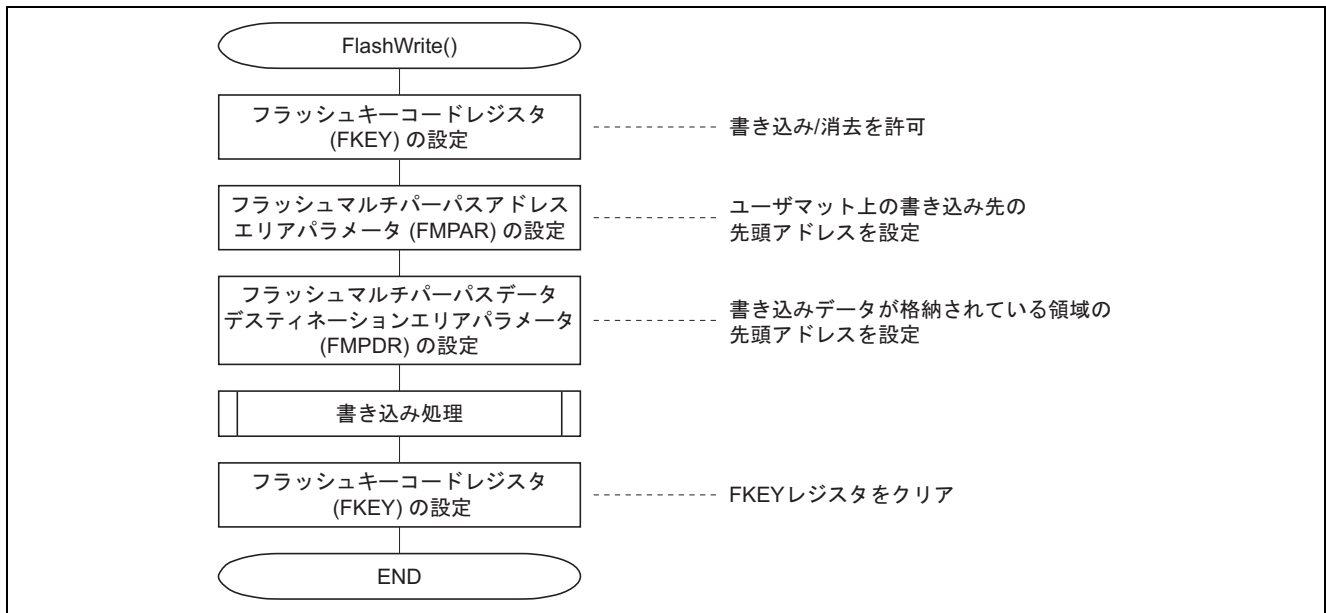 FlashWrite()
フラッシュキーコードレジスタ
(FKEY) の設定
書き込み/消去を許可
フラッシュマルチパーパスアドレス
エリアパラメータ (FMPAR) の設定
ユーザマット上の書き込み先の
先頭アドレスを設定
フラッシュマルチパーパスデータ
デスティネーションエリアパラメータ
(FMPDR) の設定
書き込みデータが格納されている領域の
先頭アドレスを設定
書き込み処理
フラッシュキーコードレジスタ
(FKEY) の設定
FKEYレジスタをクリア
END